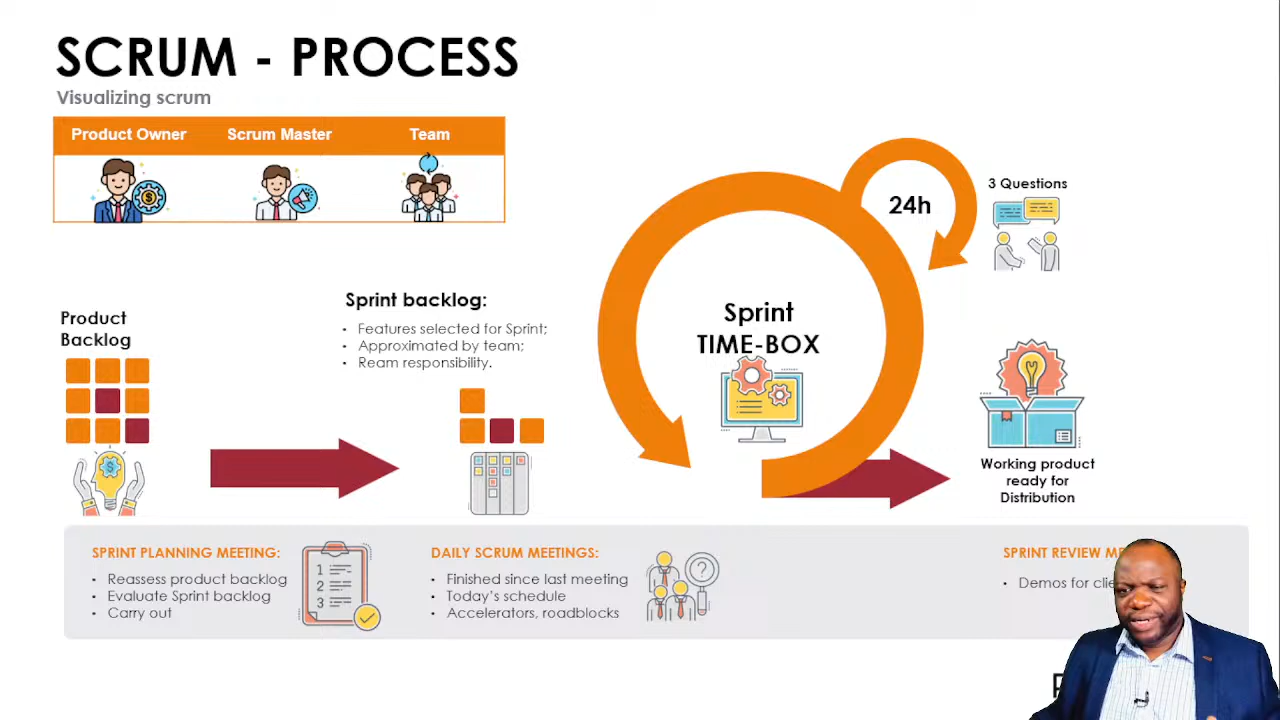 SCRUM - PROCESS
Visualizing scrum
Product Owner
Scrum Master
Team
24h
3 Questions
Product
Backlog
Sprint backlog:
• Features selected for Sprint;
• Approximated by team;
• Ream responsibility.
Sprint
TIME-BOX
Working product
ready for
Distribution
SPRINT PLANNING MEETING:
• Reassess product backlog
• Evaluate Sprint backlog
• Carry out
1
2
3
DAILY SCRUM MEETINGS:
• Finished since last meeting
• Today's schedule
• Accelerators, roadblocks
?
SPRINT REVIEW
• Demos for